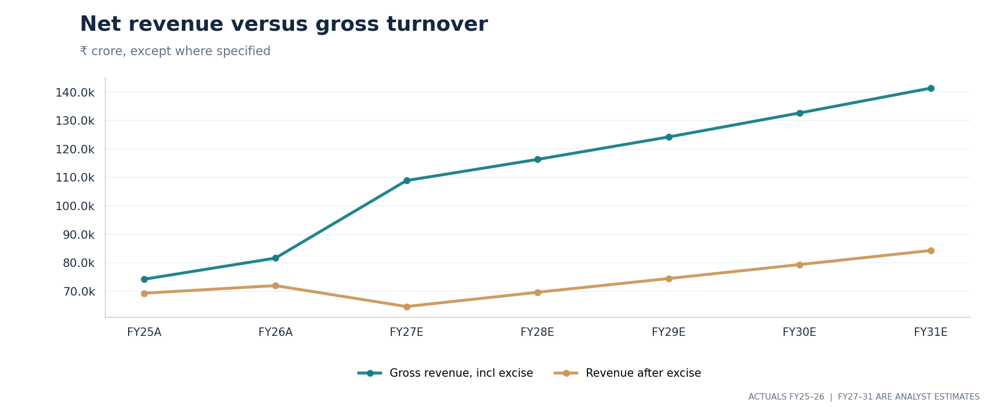 Net revenue versus gross turnover
₹ crore, except where specified
140.0k
130.0k
120.0k
110.0k
100.0k
90.0k
80.0k
70.0k
FY25A FY26A FY27E FY28E FY29E FY30E FY31E
Gross revenue, incl excise Revenue after excise
ACTUALS FY25–26 | FY27–31 ARE ANALYST ESTIMATES